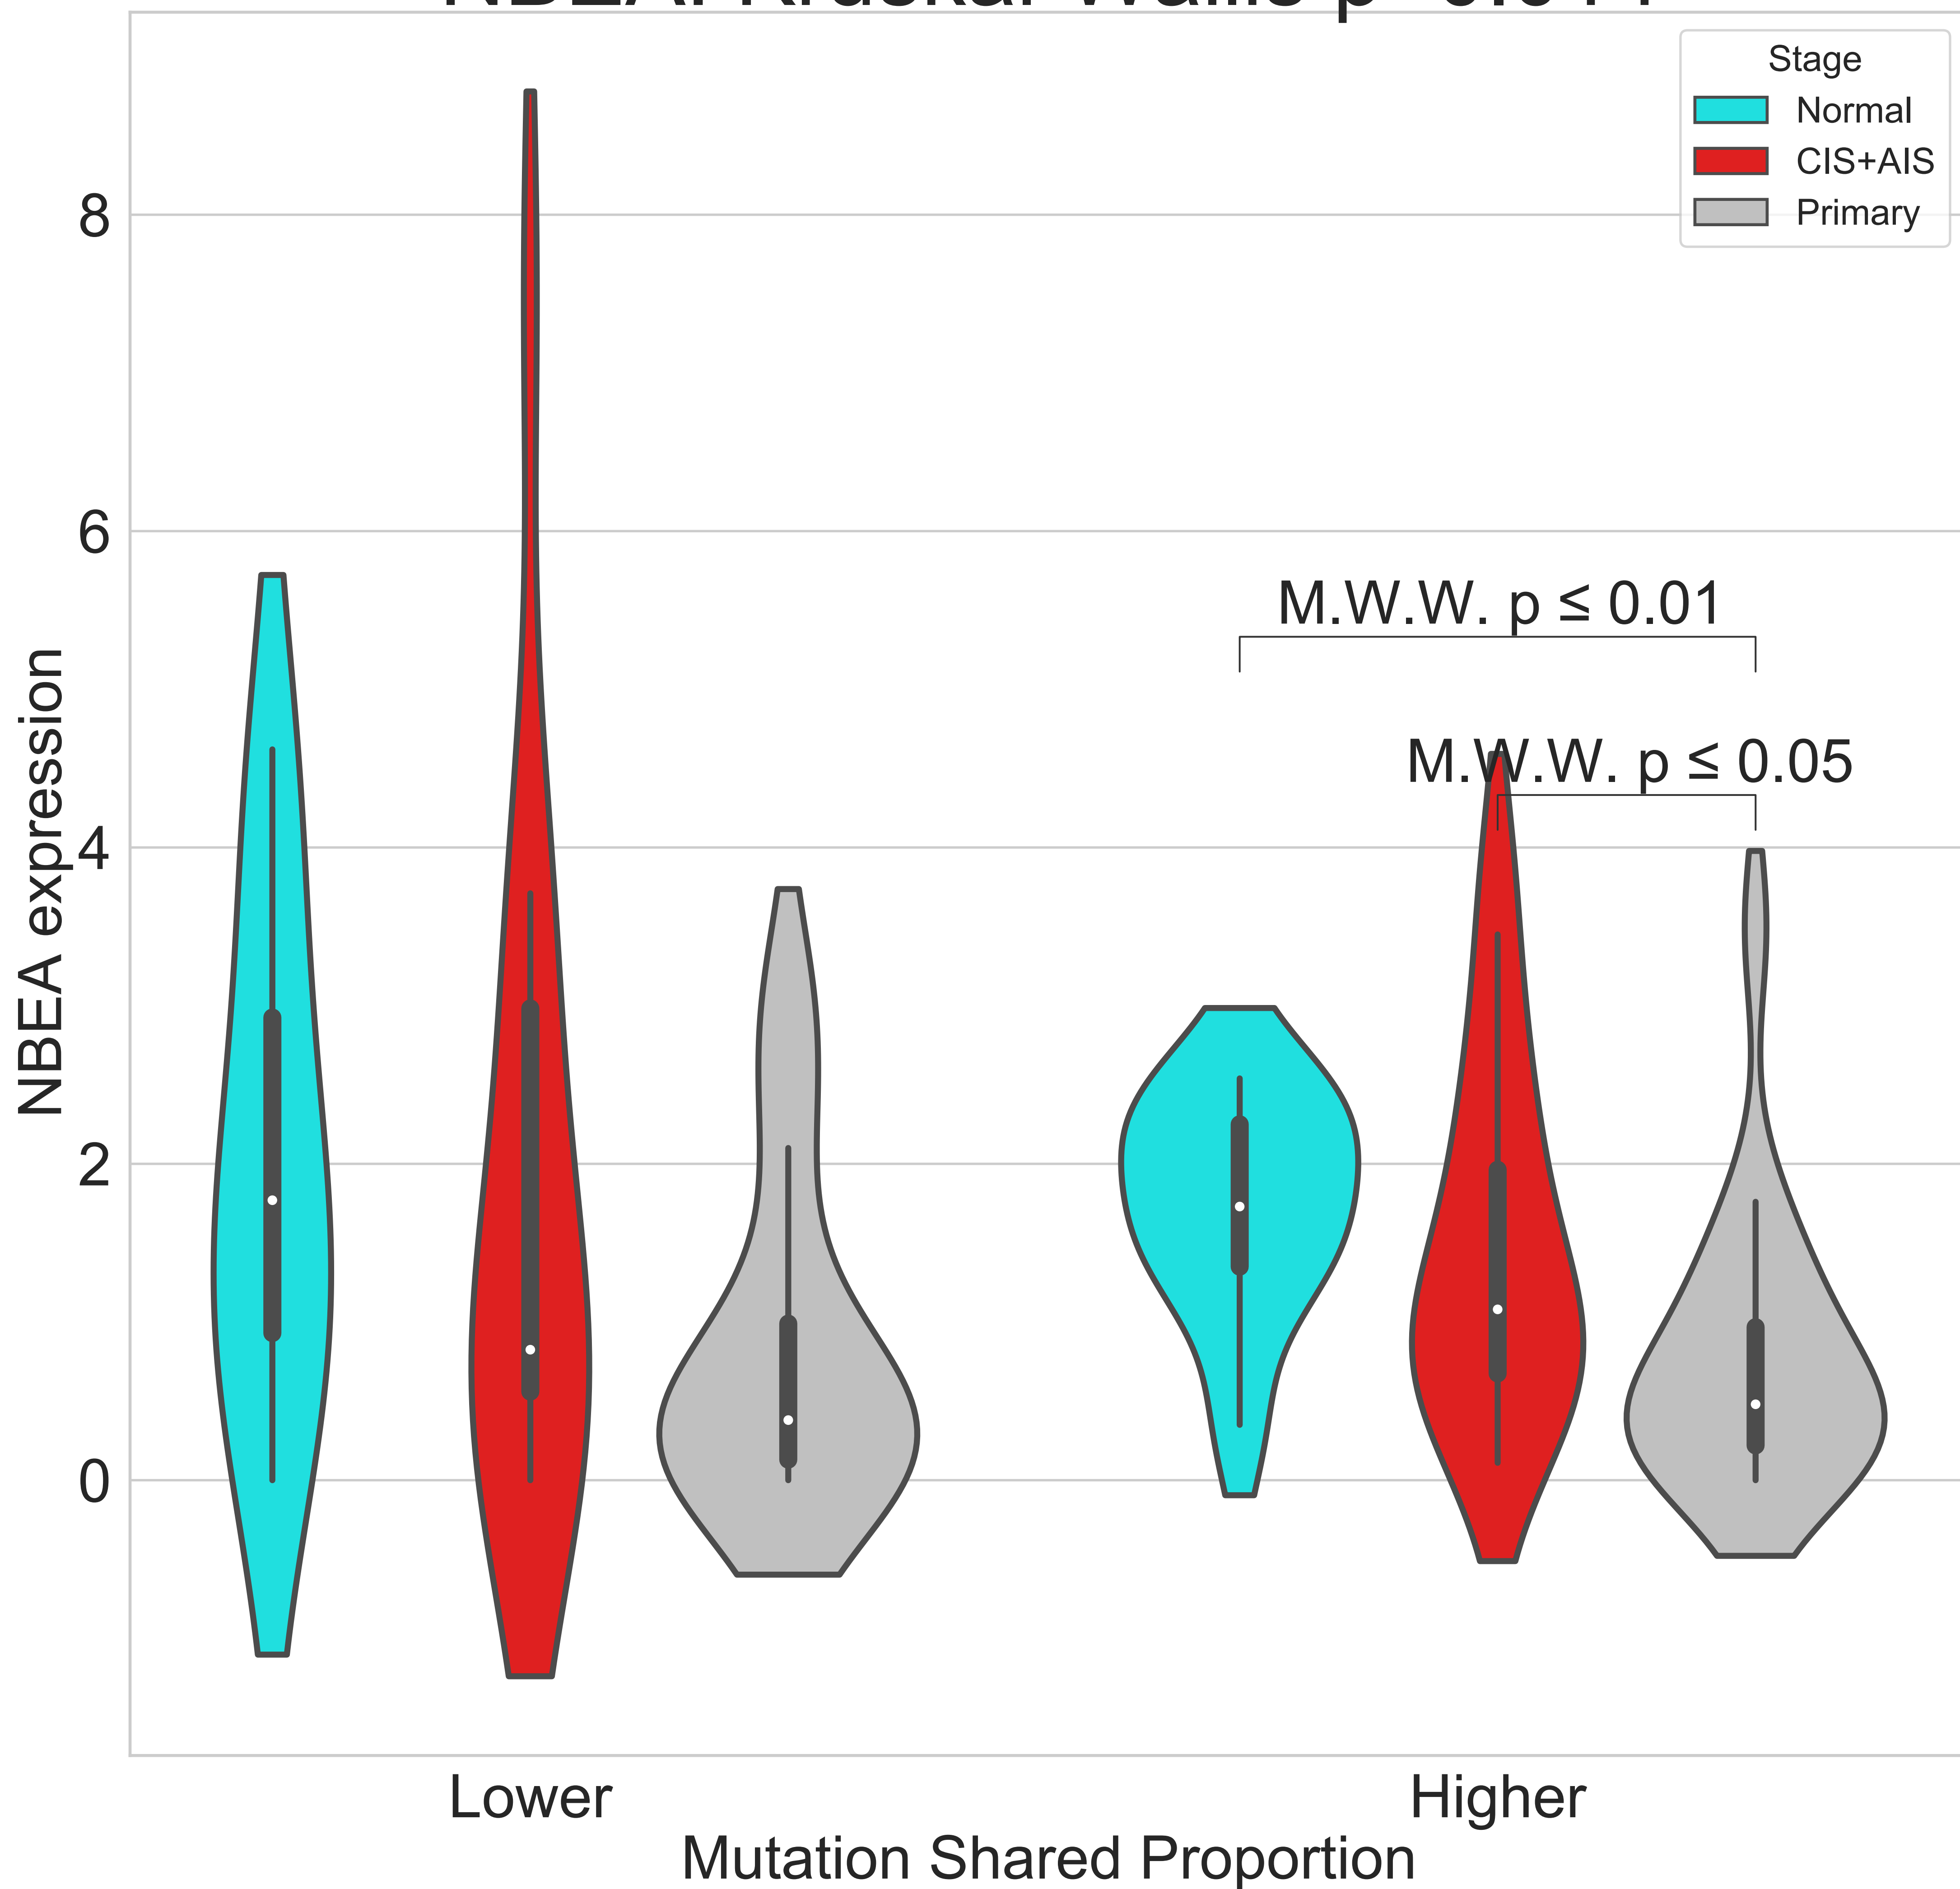 Stage
Normal
CIS+AIS
Primary
8
6
4
2
0
NBEA expression
M.W.W. p ≤ 0.01
M.W.W. p ≤ 0.05
Lower
Higher
Mutation Shared Proportion